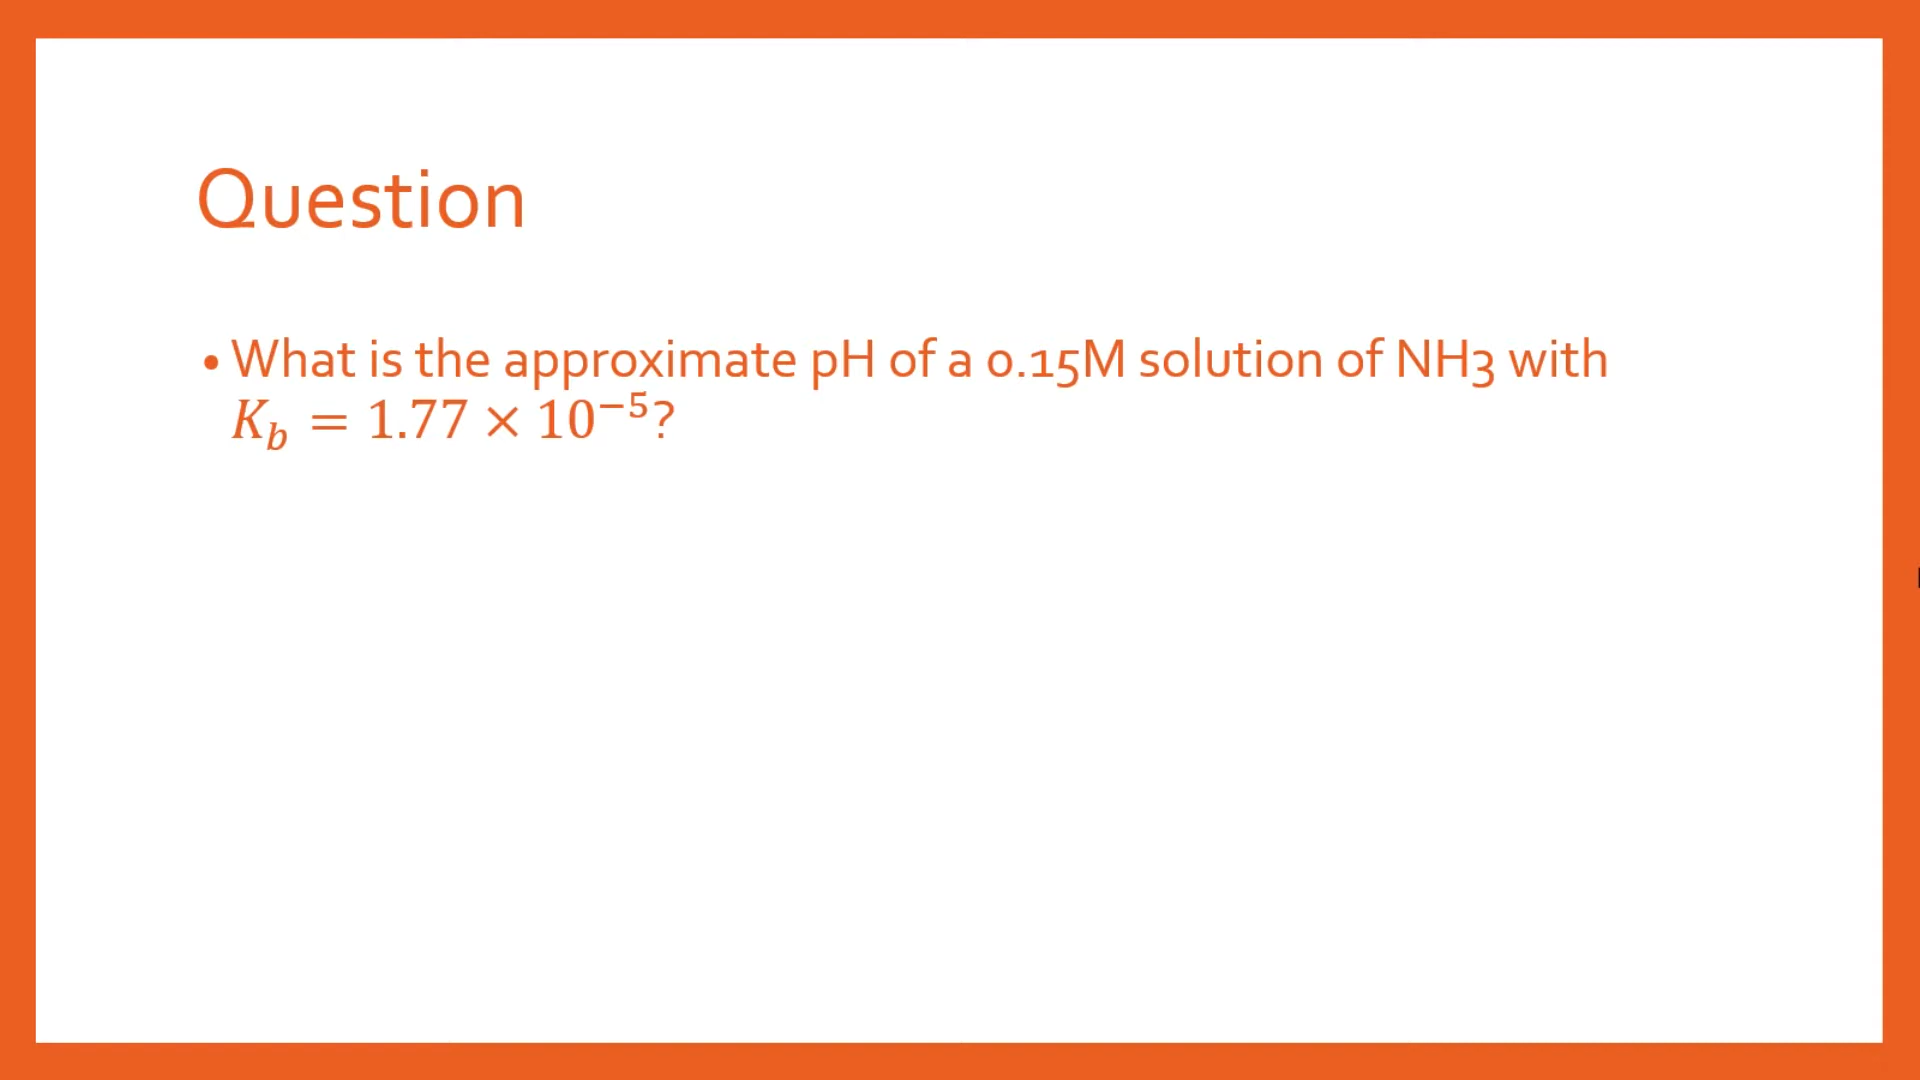 Question
• What is the approximate pH of a 0.15M solution of NH3 with
K_b = 1.77 × 10⁻⁵?